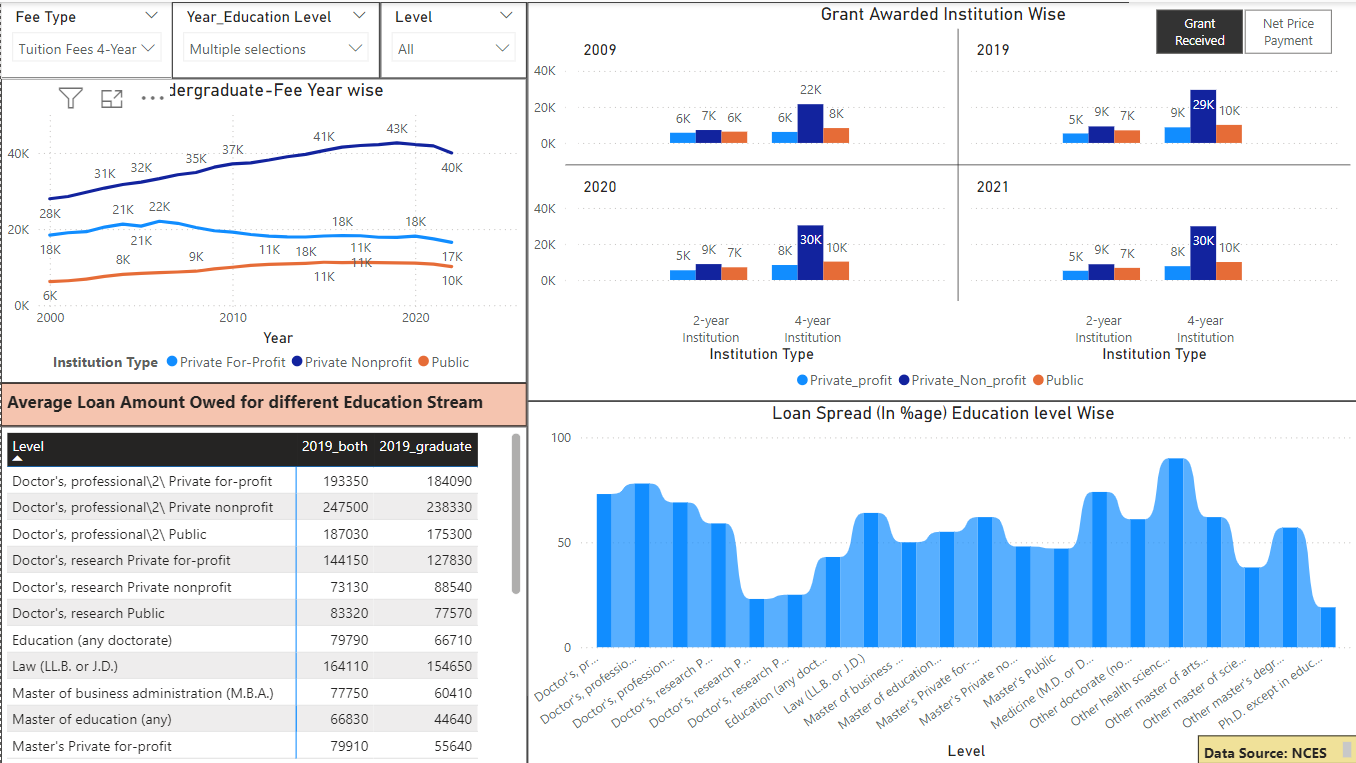 Fee Type
Tuition Fees 4-Year
Year_Education Level
Multiple selections
Level
All
dergraduate-Fee Year wise
40K
20K
0K
28K
31K
32K
35K
37K
41K
43K
40K
18K
21K
21K
22K
18K
18K
18K
17K
6K
8K
9K
11K
11K
11K
11K
10K
2000
2010
2020
Year
Institution Type
Private For-Profit
Private Nonprofit
Public
Grant Awarded Institution Wise
Grant
Received
Net Price
Payment
2009
40K
20K
0K
6K
7K
6K
6K
22K
8K
2019
5K
9K
7K
9K
29K
10K
2020
40K
20K
0K
5K
9K
7K
8K
30K
10K
2021
5K
9K
7K
8K
30K
10K
2-year
Institution
4-year
Institution
Institution Type
2-year
Institution
4-year
Institution
Institution Type
Private_profit
Private_Non_profit
Public
Average Loan Amount Owed for different Education Stream
Level 2019_both 2019_graduate
Doctor's, professional\2\ Private for-profit 193350 184090
Doctor's, professional\2\ Private nonprofit 247500 238330
Doctor's, professional\2\ Public 187030 175300
Doctor's, research Private for-profit 144150 127830
Doctor's, research Private nonprofit 73130 88540
Doctor's, research Public 83320 77570
Education (any doctorate) 79790 66710
Law (LL.B. or J.D.) 164110 154650
Master of business administration (M.B.A.) 77750 60410
Master of education (any) 66830 44640
Master's Private for-profit 79910 55640
Loan Spread (In %age) Education level Wise
100
50
0
Doctor's, pr...
Doctor's, professio...
Doctor's, profession...
Doctor's, research P...
Doctor's, research P...
Doctor's, research P...
Education (any doct...
Law (LL.B. or J.D.)
Master of business ...
Master of education...
Master's Private for-...
Master's Private no...
Master's Public
Medicine (M.D. or D...
Other doctorate (no...
Other health scienc...
Other master of arts...
Other master of scie...
Other master's degr...
Ph.D. except in educ...
Level
Data Source: NCES